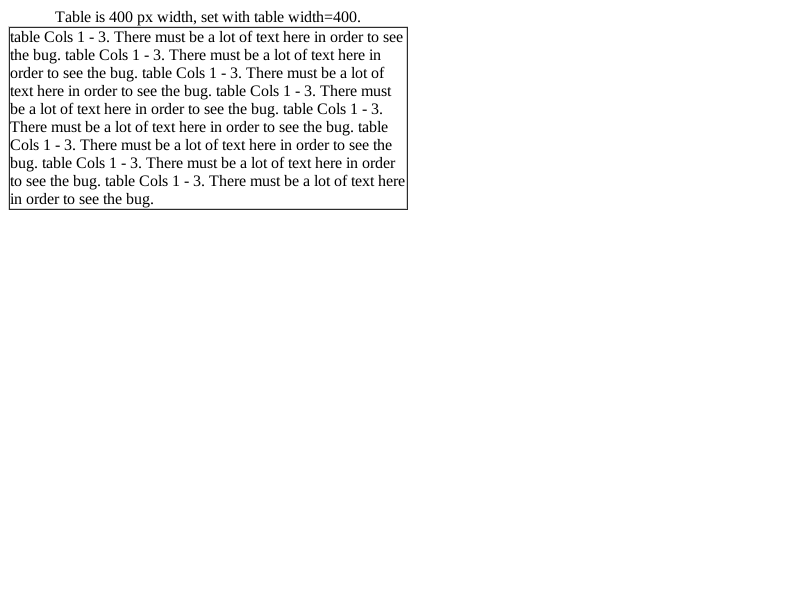 Table is 400 px width, set with table width=400.
table Cols 1 - 3. There must be a lot of text here in order to see
the bug. table Cols 1 - 3. There must be a lot of text here in
order to see the bug. table Cols 1 - 3. There must be a lot of
text here in order to see the bug. table Cols 1 - 3. There must
be a lot of text here in order to see the bug. table Cols 1 - 3.
There must be a lot of text here in order to see the bug. table
Cols 1 - 3. There must be a lot of text here in order to see the
bug. table Cols 1 - 3. There must be a lot of text here in order
to see the bug. table Cols 1 - 3. There must be a lot of text here
in order to see the bug.